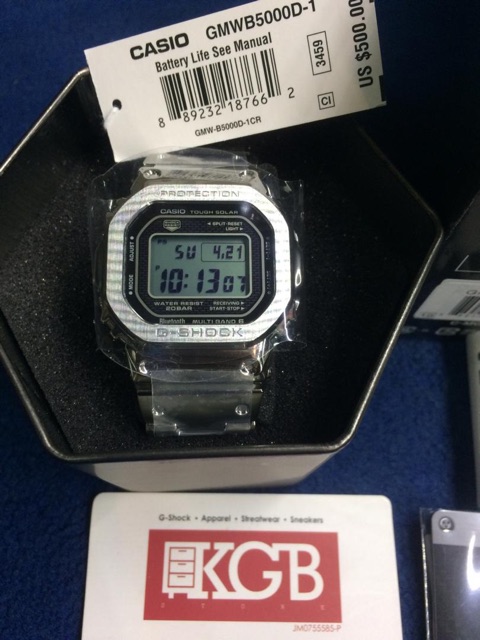 CASIO GMWB5000D-1
Battery Life See Manual
8 89232 18766 2
GMW-B5000D-1CR
3459
CI
US $500.00
PROTECTION
CASIO TOUGH SOLAR
SPLIT·RESET
LIGHT
ADJUST
MODE
SU 4.21
P 10:13 07
WATER RESIST
20BAR
RECEIVING
START·STOP
Bluetooth MULTI BAND 6
G-SHOCK
G-Shock • Apparel • Streatwear • Sneakers
KGB
JM0755585-P